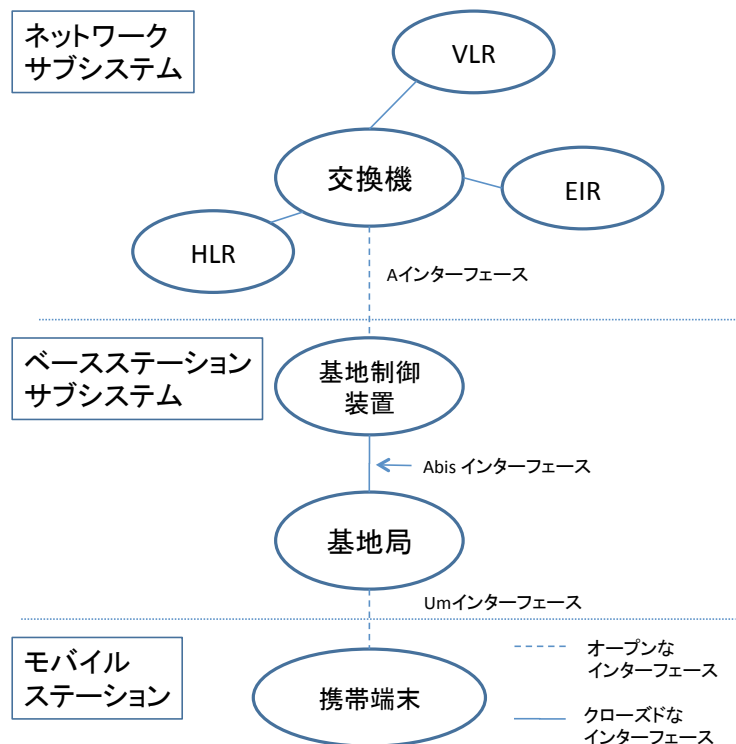 ネットワーク
サブシステム
VLR
交換機
EIR
HLR
Aインターフェース
ベースステーション
サブシステム
基地制御
装置
Abis インターフェース
基地局
Umインターフェース
モバイル
ステーション
携帯端末
オープンな
インターフェース
クローズドな
インターフェース